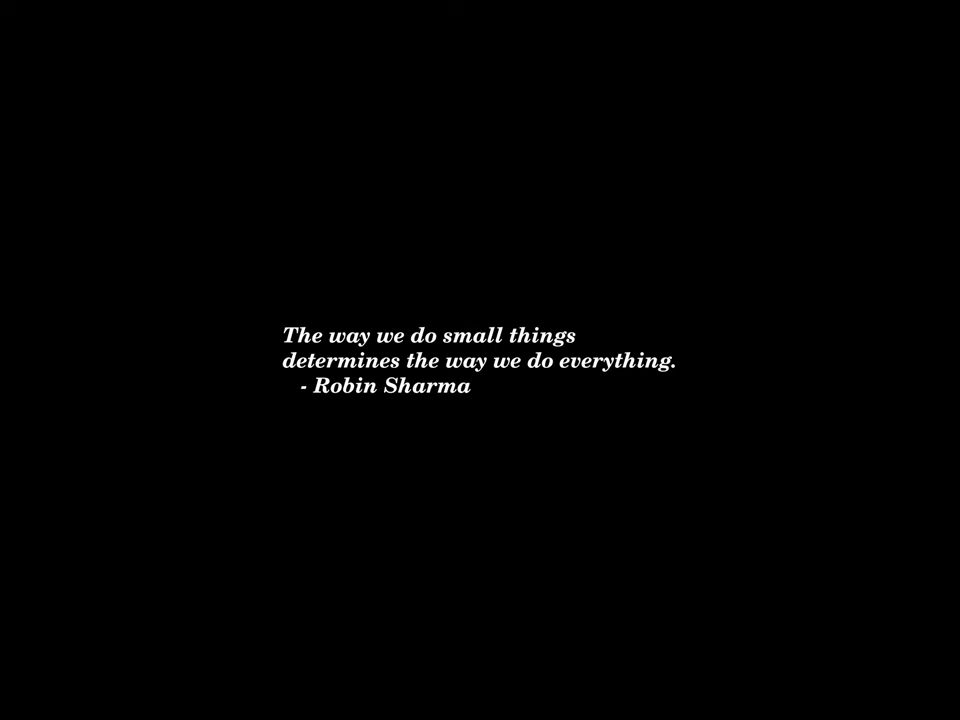 The way we do small things
determines the way we do everything.
- Robin Sharma